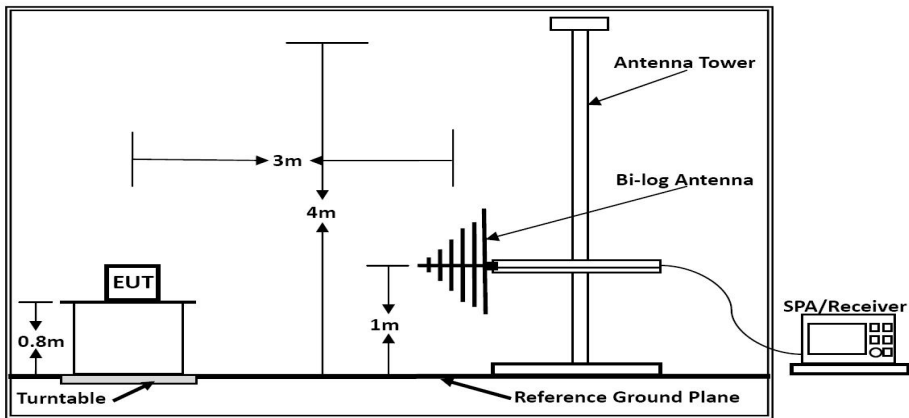 Antenna Tower
3m
Bi-log Antenna
4m
EUT
SPA/Receiver
0.8m
1m
Turntable
Reference Ground Plane